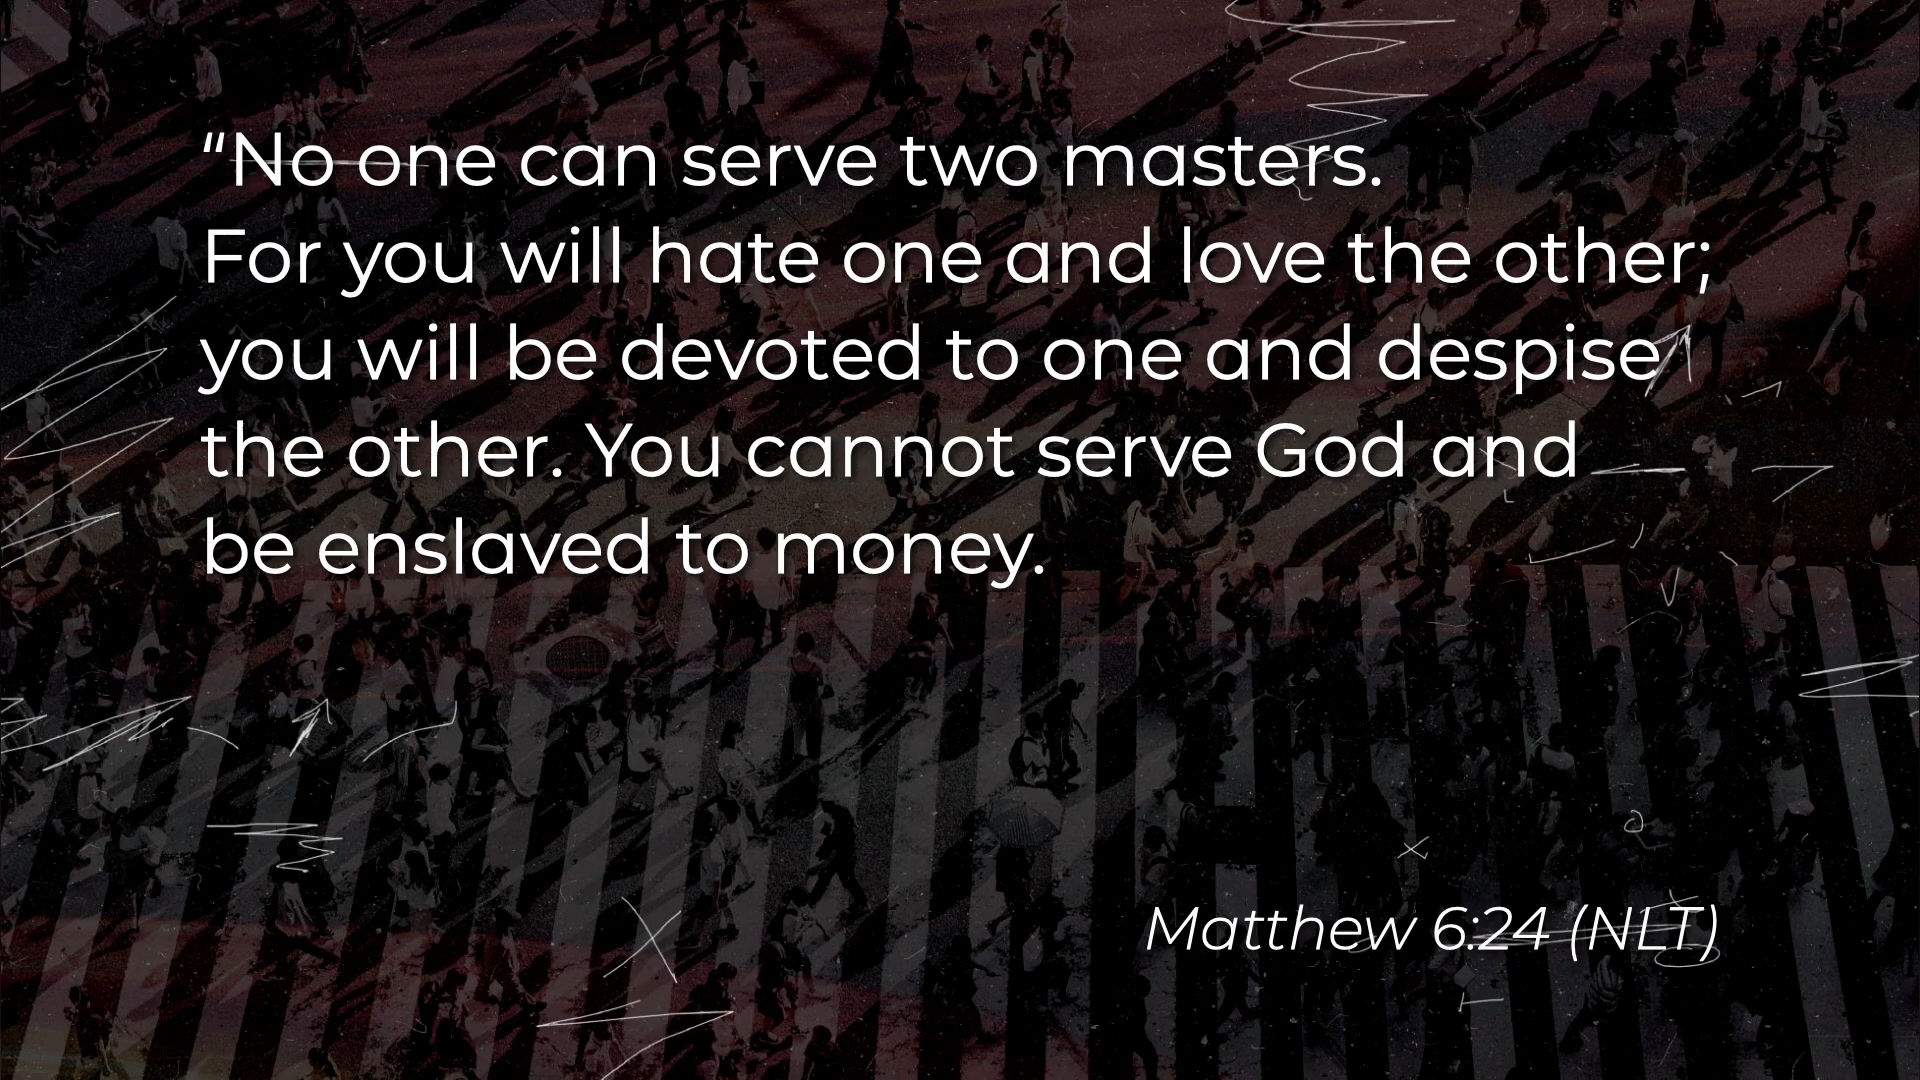 “No one can serve two masters.
For you will hate one and love the other;
you will be devoted to one and despise
the other. You cannot serve God and
be enslaved to money.
Matthew 6:24 (NLT)